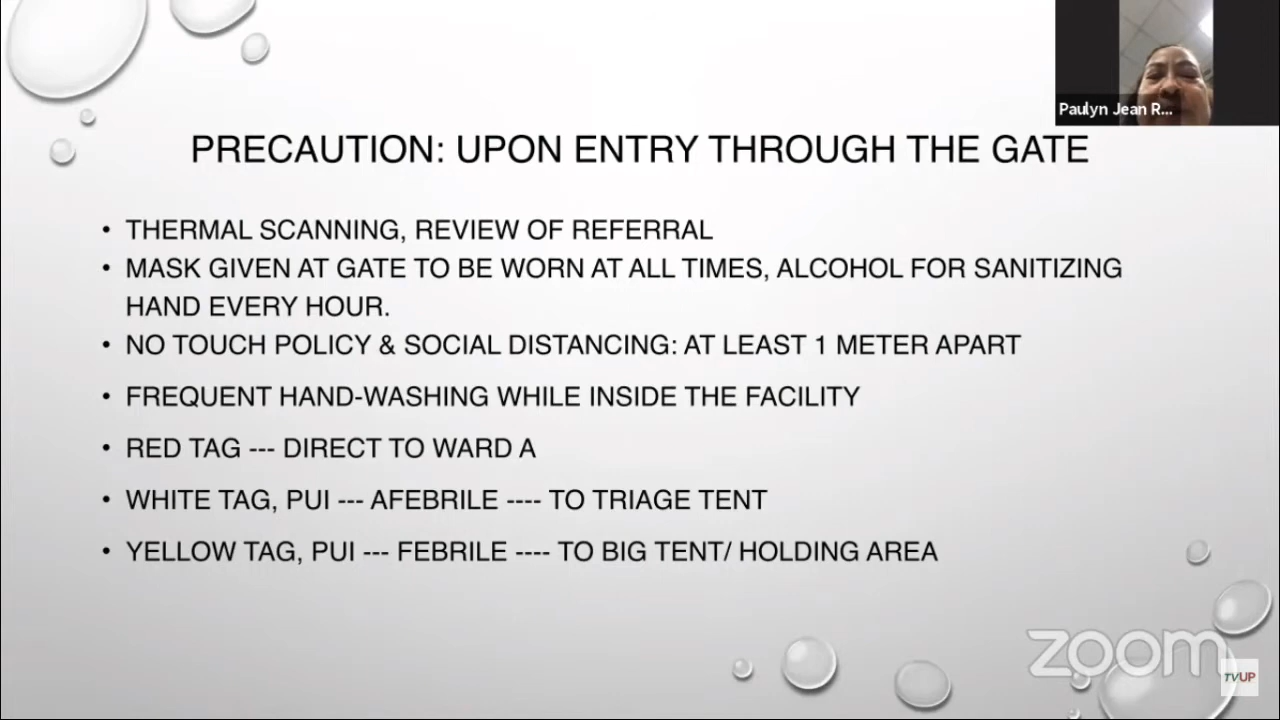 Paulyn Jean R...
PRECAUTION: UPON ENTRY THROUGH THE GATE
• THERMAL SCANNING, REVIEW OF REFERRAL
• MASK GIVEN AT GATE TO BE WORN AT ALL TIMES, ALCOHOL FOR SANITIZING
HAND EVERY HOUR.
• NO TOUCH POLICY & SOCIAL DISTANCING: AT LEAST 1 METER APART
• FREQUENT HAND-WASHING WHILE INSIDE THE FACILITY
• RED TAG --- DIRECT TO WARD A
• WHITE TAG, PUI --- AFEBRILE ---- TO TRIAGE TENT
• YELLOW TAG, PUI --- FEBRILE ---- TO BIG TENT/ HOLDING AREA
zoom
TVUP